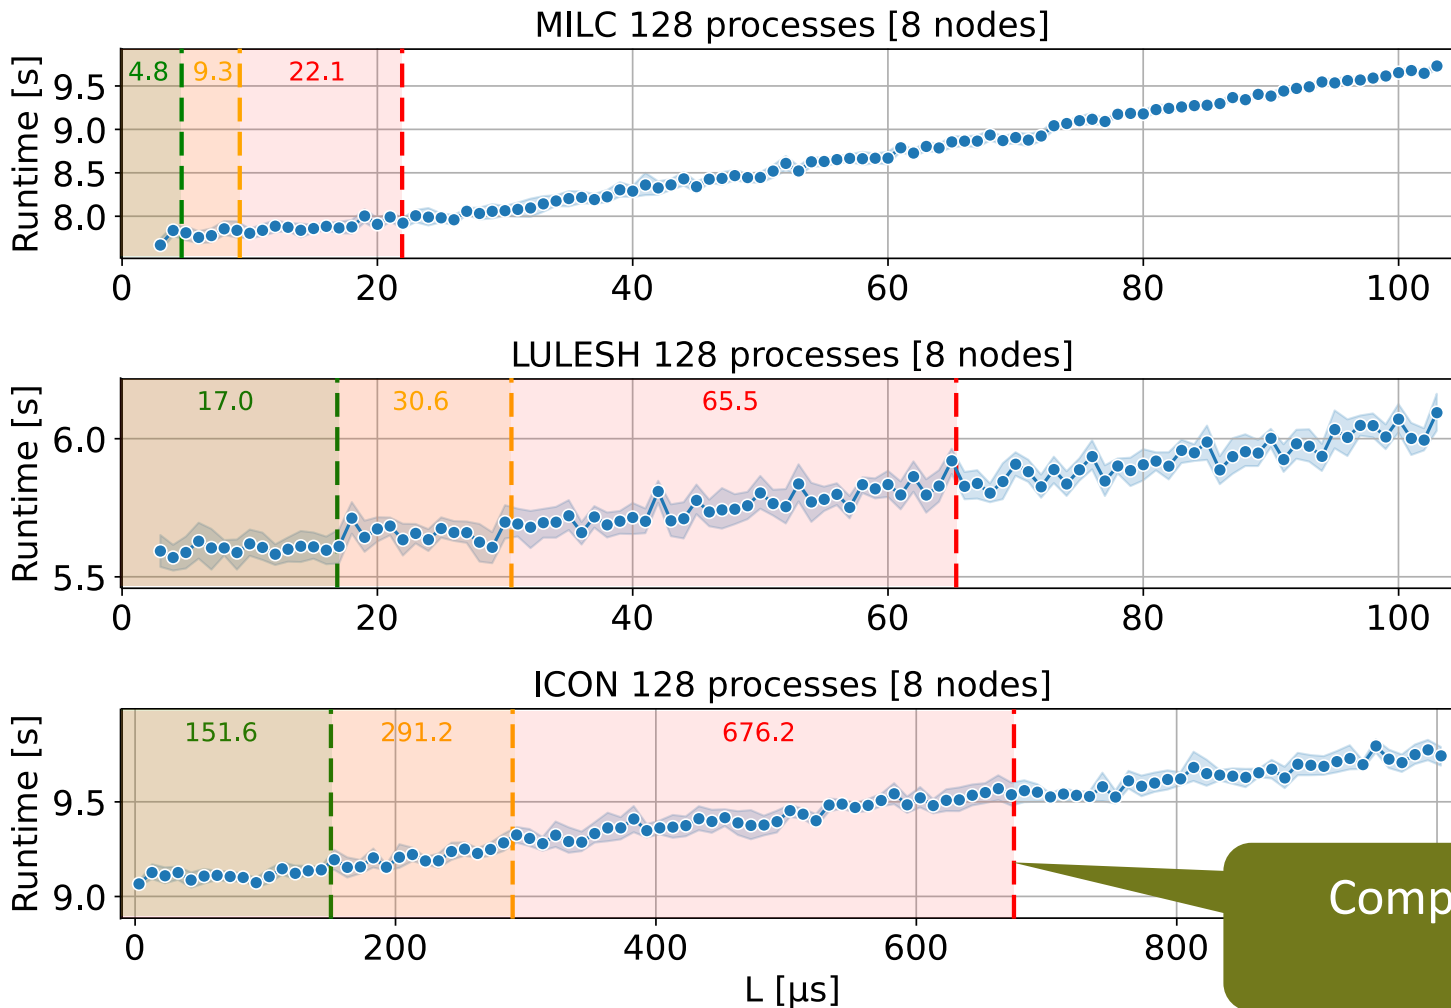 MILC 128 processes [8 nodes]
Runtime [s]
9.5
9.0
8.5
8.0
4.8 9.3 22.1
0 20 40 60 80 100
LULESH 128 processes [8 nodes]
Runtime [s]
6.0
5.5
17.0 30.6 65.5
0 20 40 60 80 100
ICON 128 processes [8 nodes]
Runtime [s]
9.5
9.0
151.6 291.2 676.2
0 200 400 600 800
L [μs]
Comp